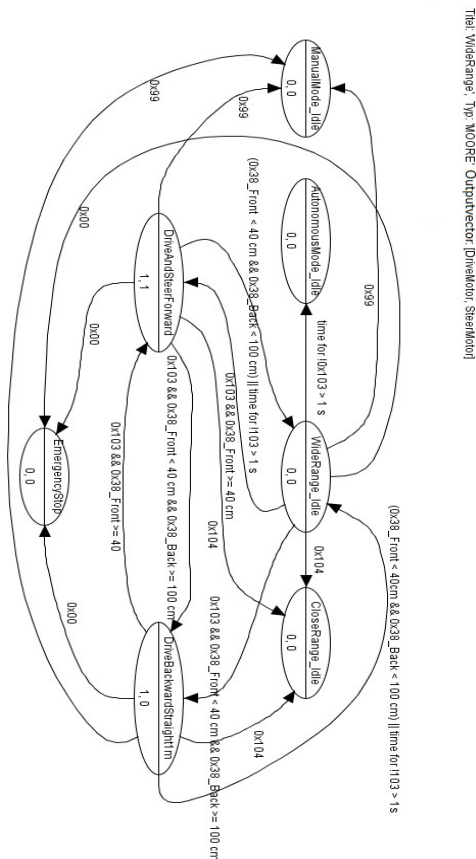 Titel: 'WideRange', Typ: 'MOORE' Outputvector: [DriveMotor, SteerMotor]
ManualMode_Idle
0, 0
0x99
0x99
0x99
AutonomousMode_Idle
0, 0
time for !0x103 > 1 s
WideRange_Idle
0, 0
0x104
CloseRange_Idle
0, 0
(0x38_Front < 40cm && 0x38_Back < 100 cm) || time for !103 > 1s
(0x38_Front < 40 cm && 0x38_Back < 100 cm) || time for !103 > 1 s
0x103 && 0x38_Front >= 40 cm
0x104
0x103 && 0x38_Front < 40 cm && 0x38_Back >= 100 cm
0x104
DriveAndSteerForward
1, 1
0x103 && 0x38_Front < 40 cm && 0x38_Back >= 100 cm
0x103 && 0x38_Front >= 40
DriveBackwardStraight1m
1, 0
0x00
0x00
0x00
EmergencyStop
0, 0